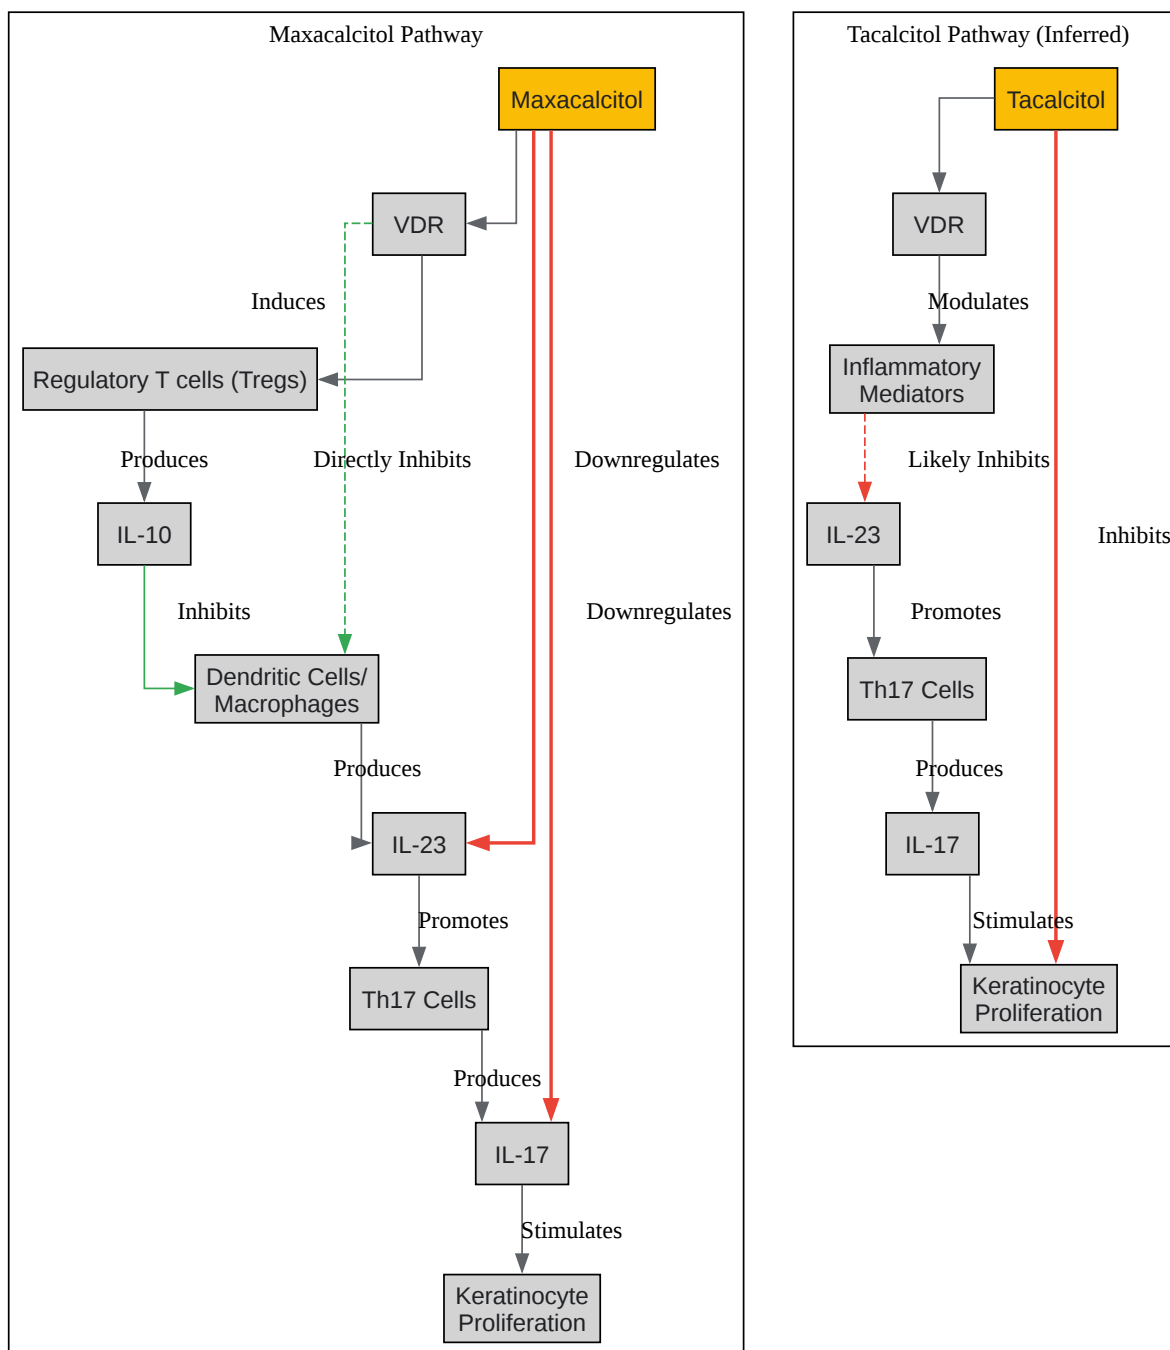 Maxacalcitol Pathway
Maxacalcitol
VDR
Induces
Regulatory T cells (Tregs)
Produces
Directly Inhibits
Downregulates
IL-10
Inhibits
Downregulates
Dendritic Cells/
Macrophages
Produces
IL-23
Promotes
Th17 Cells
Produces
IL-17
Stimulates
Keratinocyte
Proliferation
Tacalcitol Pathway (Inferred)
Tacalcitol
VDR
Modulates
Inflammatory
Mediators
Likely Inhibits
IL-23
Inhibits
Promotes
Th17 Cells
Produces
IL-17
Stimulates
Keratinocyte
Proliferation